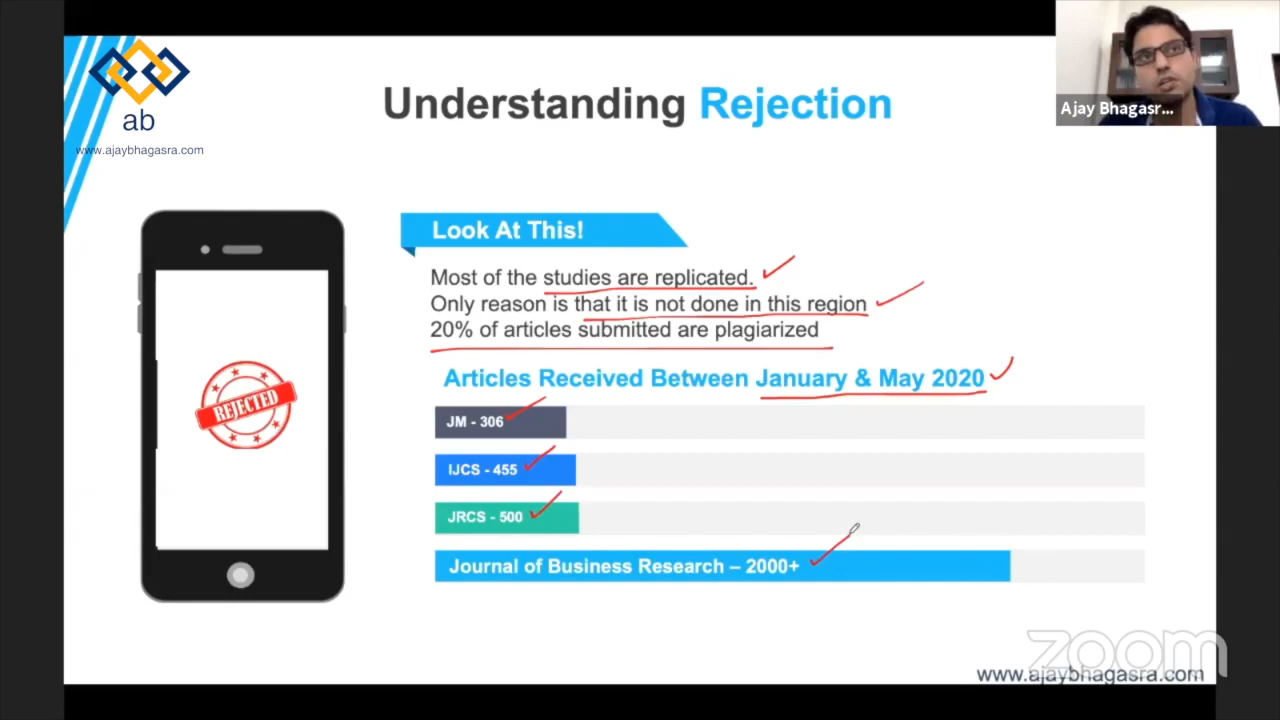 ab
www.ajaybhagasra.com
Understanding Rejection
Ajay Bhagasr...
Look At This!
Most of the studies are replicated.
Only reason is that it is not done in this region
20% of articles submitted are plagiarized
REJECTED
Articles Received Between January & May 2020
JM - 306
IJCS - 455
JRCS - 500
Journal of Business Research – 2000+
zoom
www.ajaybhagasra.com